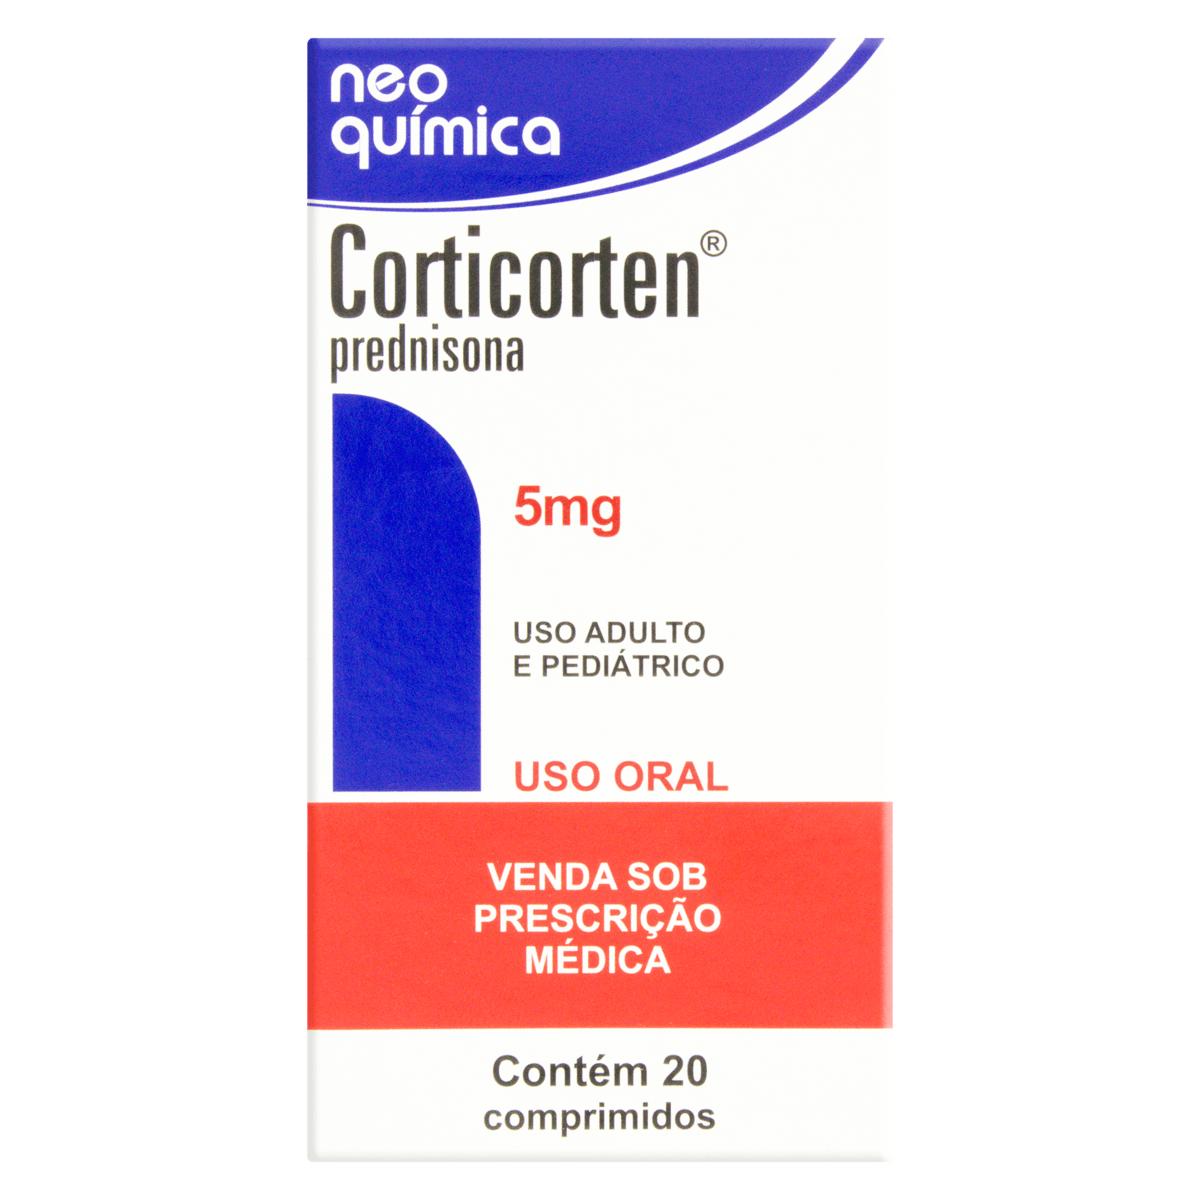 neo
química
Corticorten®
prednisona
5mg
USO ADULTO
E PEDIÁTRICO
USO ORAL
VENDA SOB
PRESCRIÇÃO
MÉDICA
Contém 20
comprimidos